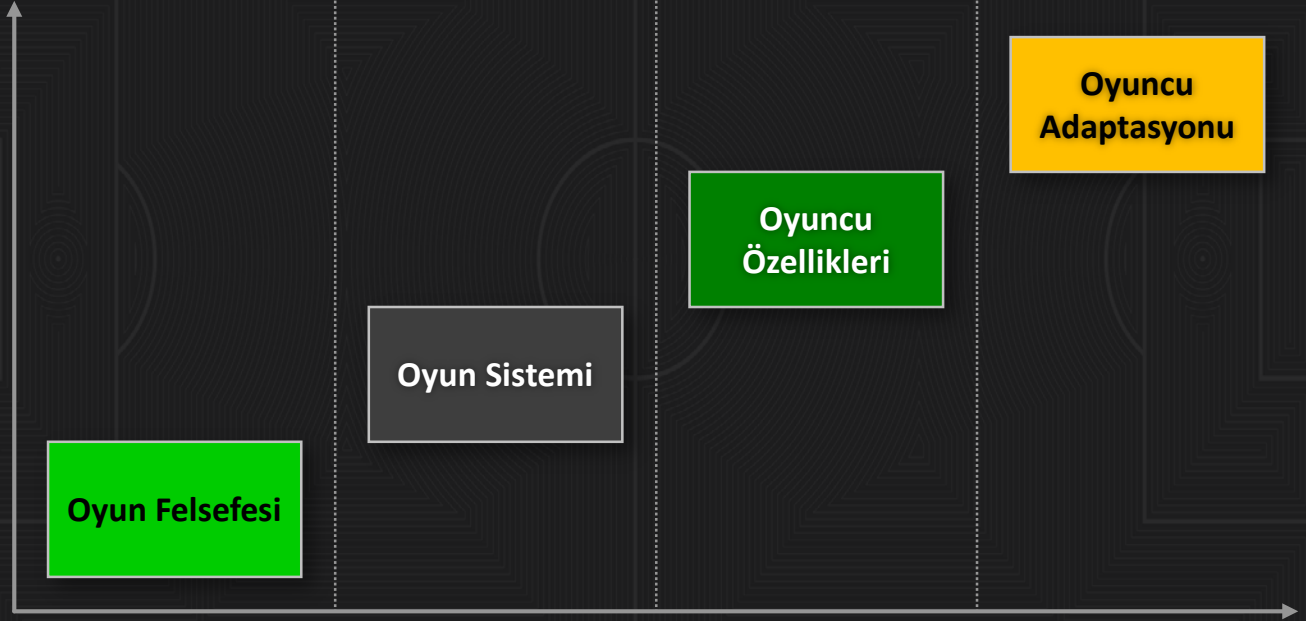 Oyuncu
Adaptasyonu
Oyuncu
Özellikleri
Oyun Sistemi
Oyun Felsefesi